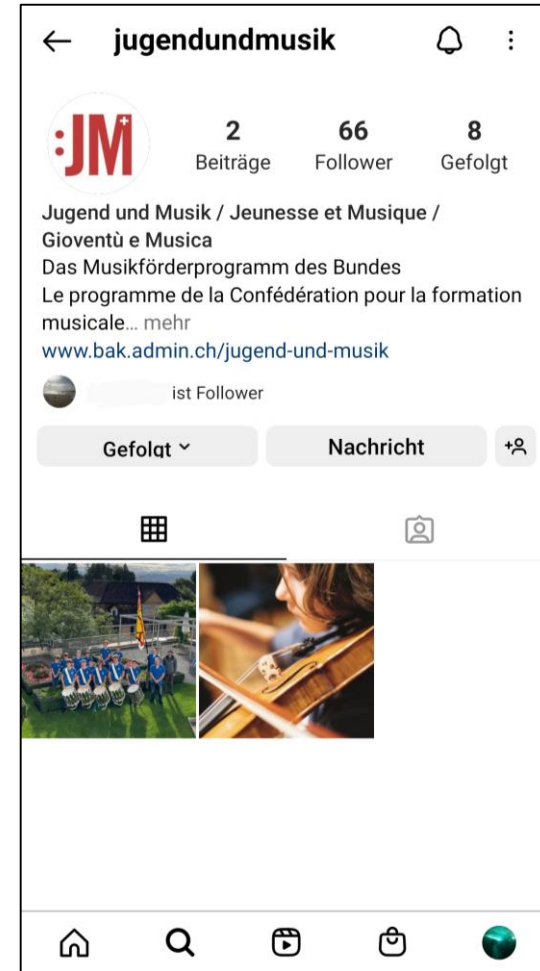 jugendundmusik
:JM
2 66 8
Beiträge Follower Gefolgt
Jugend und Musik / Jeunesse et Musique /
Gioventù e Musica
Das Musikförderprogramm des Bundes
Le programme de la Confédération pour la formation
musicale... mehr
www.bak.admin.ch/jugend-und-musik
ist Follower
Gefolgt Nachricht